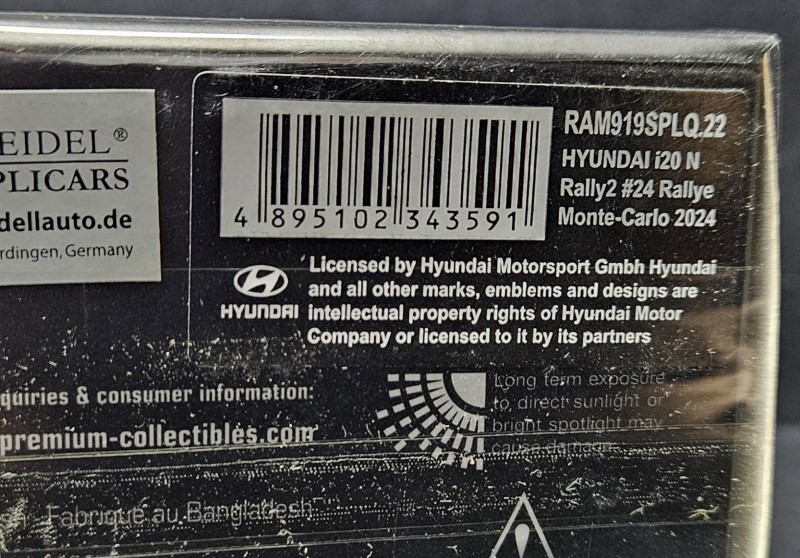 EIDEL®
PLICARS
dellauto.de
rdingen, Germany
4 895102 343591
RAM919SPLQ.22
HYUNDAI i20 N
Rally2 #24 Rallye
Monte-Carlo 2024
HYUNDAI
Licensed by Hyundai Motorsport Gmbh Hyundai
and all other marks, emblems and designs are
intellectual property rights of Hyundai Motor
Company or licensed to it by its partners
quiries & consumer information:
premium-collectibles.com
Long term exposure
to direct sunlight or
bright spotlight may
cause damage
Fabriqué au Bangladesh